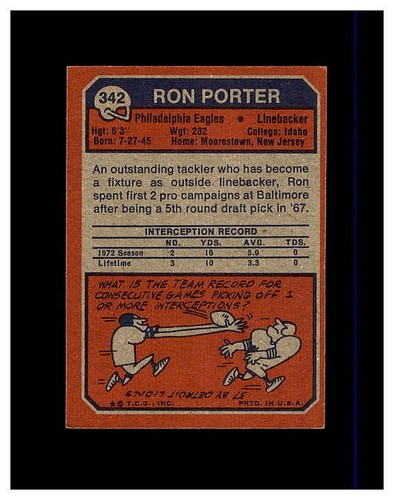 342
RON PORTER
Philadelphia Eagles • Linebacker
Hgt: 6'3" Wgt: 232 College: Idaho
Born: 7-27-45 Home: Moorestown, New Jersey
An outstanding tackler who has become
a fixture as outside linebacker, Ron
spent first 2 pro campaigns at Baltimore
after being a 5th round draft pick in '67.
INTERCEPTION RECORD
NO. YDS. AVG. TDS.
1972 Season 2 10 5.0 0
Lifetime 3 10 3.3 0
WHAT IS THE TEAM RECORD FOR
CONSECUTIVE GAMES PICKING OFF 1
OR MORE INTERCEPTIONS?
37 BY DETROIT LIONS
★ © T.C.G., INC. PRTD. IN U.S.A.